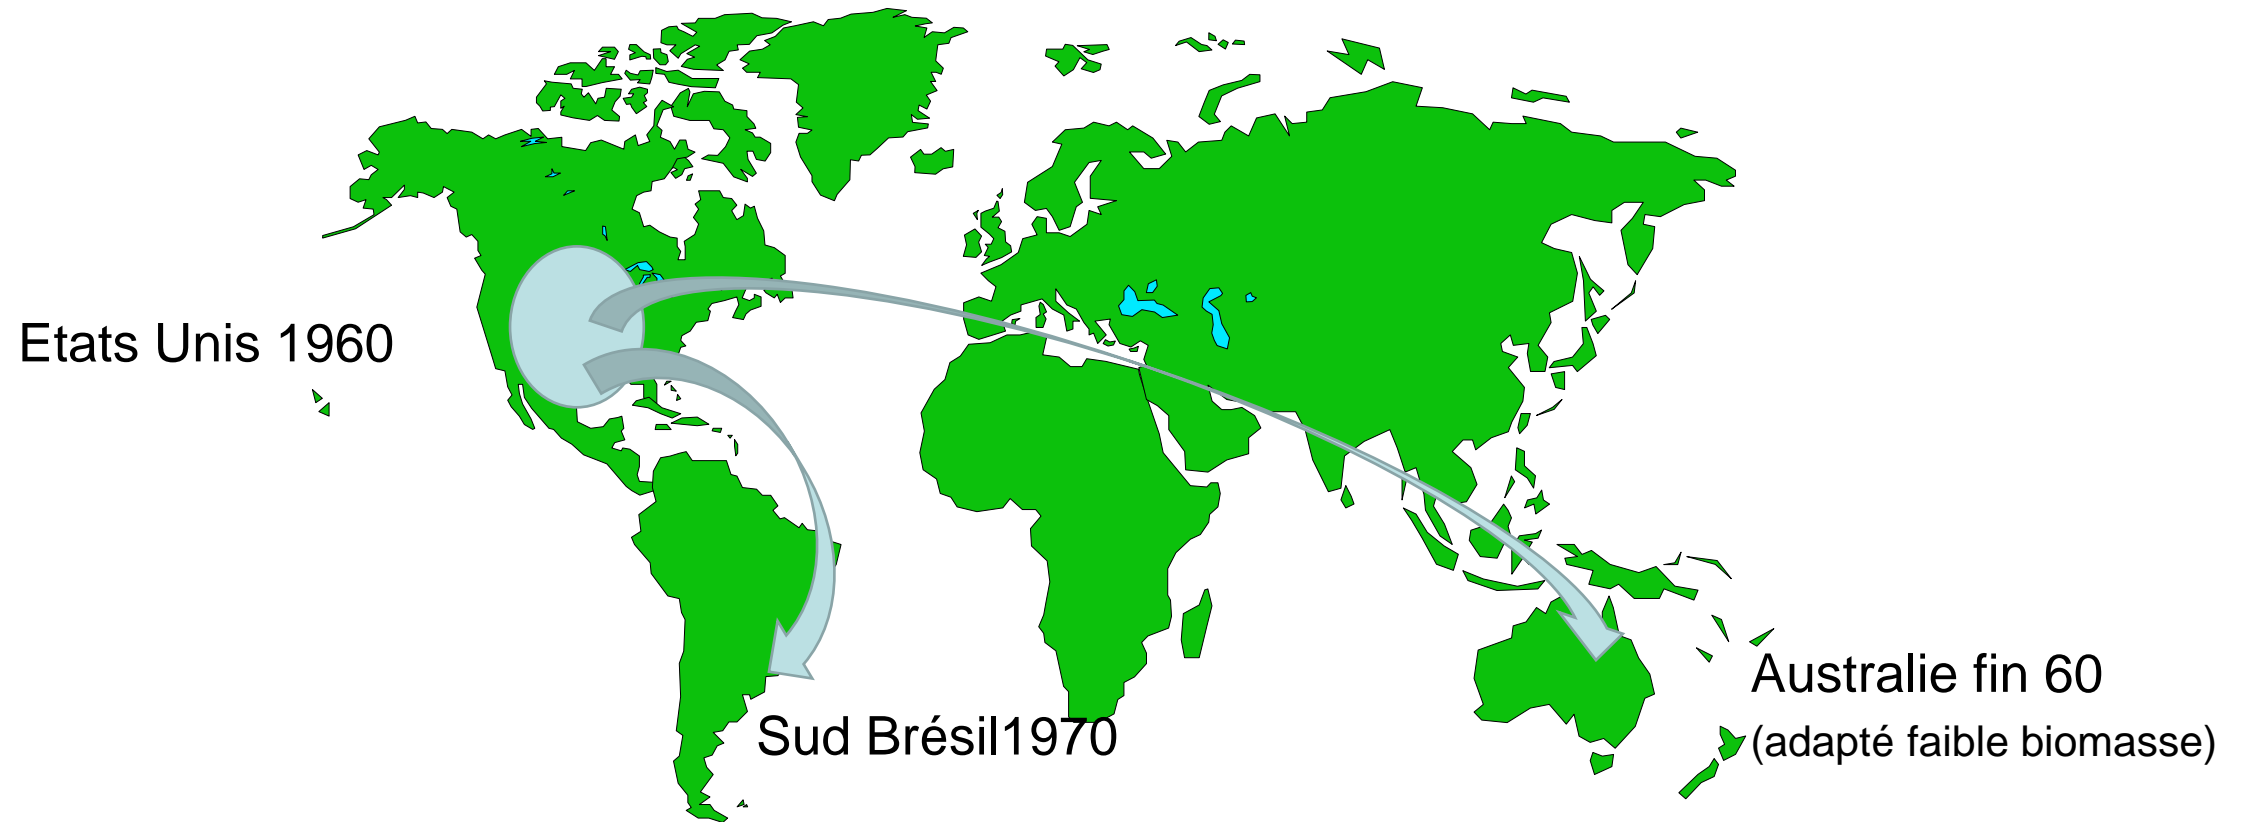 Etats Unis 1960
Australie fin 60
(adapté faible biomasse)
Sud Brésil1970